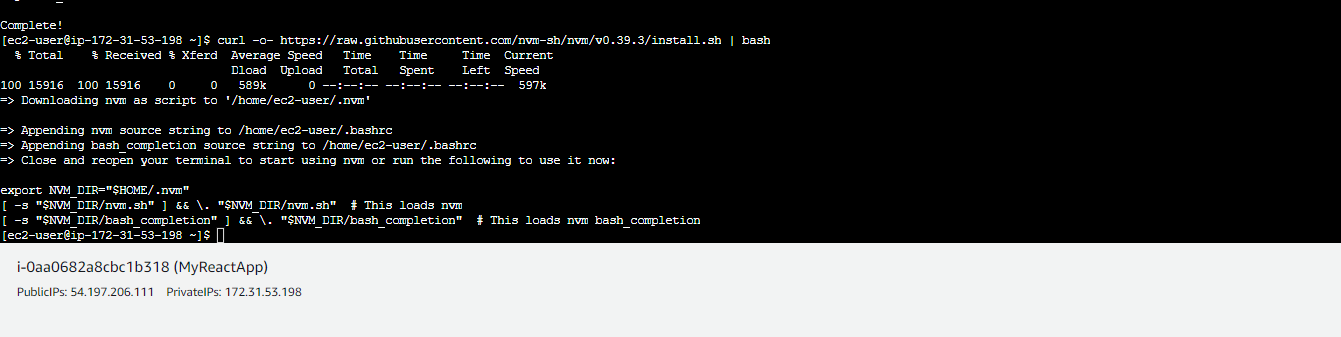 Complete!
[ec2-user@ip-172-31-53-198 ~]$ curl -o- https://raw.githubusercontent.com/nvm-sh/nvm/v0.39.3/install.sh | bash
  % Total    % Received % Xferd  Average Speed   Time    Time     Time  Current
                                 Dload  Upload   Total   Spent    Left  Speed
100 15916  100 15916    0     0   589k      0 --:--:-- --:--:-- --:--:--  597k
=> Downloading nvm as script to '/home/ec2-user/.nvm'
=> Appending nvm source string to /home/ec2-user/.bashrc
=> Appending bash_completion source string to /home/ec2-user/.bashrc
=> Close and reopen your terminal to start using nvm or run the following to use it now:
export NVM_DIR="$HOME/.nvm"
[ -s "$NVM_DIR/nvm.sh" ] && \. "$NVM_DIR/nvm.sh"  # This loads nvm
[ -s "$NVM_DIR/bash_completion" ] && \. "$NVM_DIR/bash_completion"  # This loads nvm bash_completion
[ec2-user@ip-172-31-53-198 ~]$
i-0aa0682a8cbc1b318 (MyReactApp)
PublicIPs: 54.197.206.111    PrivateIPs: 172.31.53.198